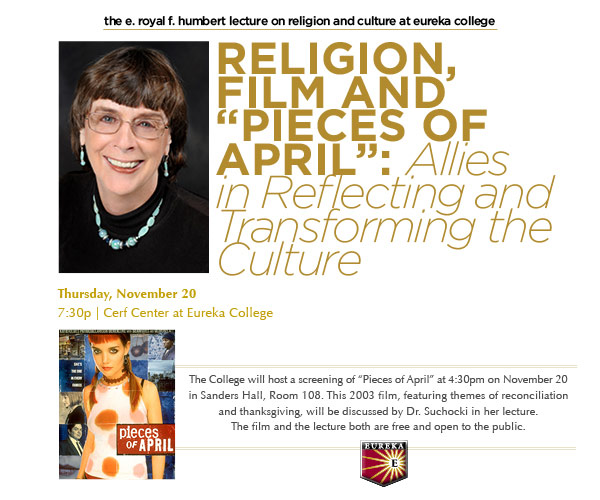 the e. royal f. humbert lecture on religion and culture at eureka college
RELIGION,
FILM AND
“PIECES OF
APRIL”: Allies
in Reflecting and
Transforming the
Culture
Thursday, November 20
7:30p | Cerf Center at Eureka College
The College will host a screening of “Pieces of April” at 4:30pm on November 20
in Sanders Hall, Room 108. This 2003 film, featuring themes of reconciliation
and thanksgiving, will be discussed by Dr. Suchocki in her lecture.
The film and the lecture both are free and open to the public.
pieces
OF APRIL
EUREKA
E